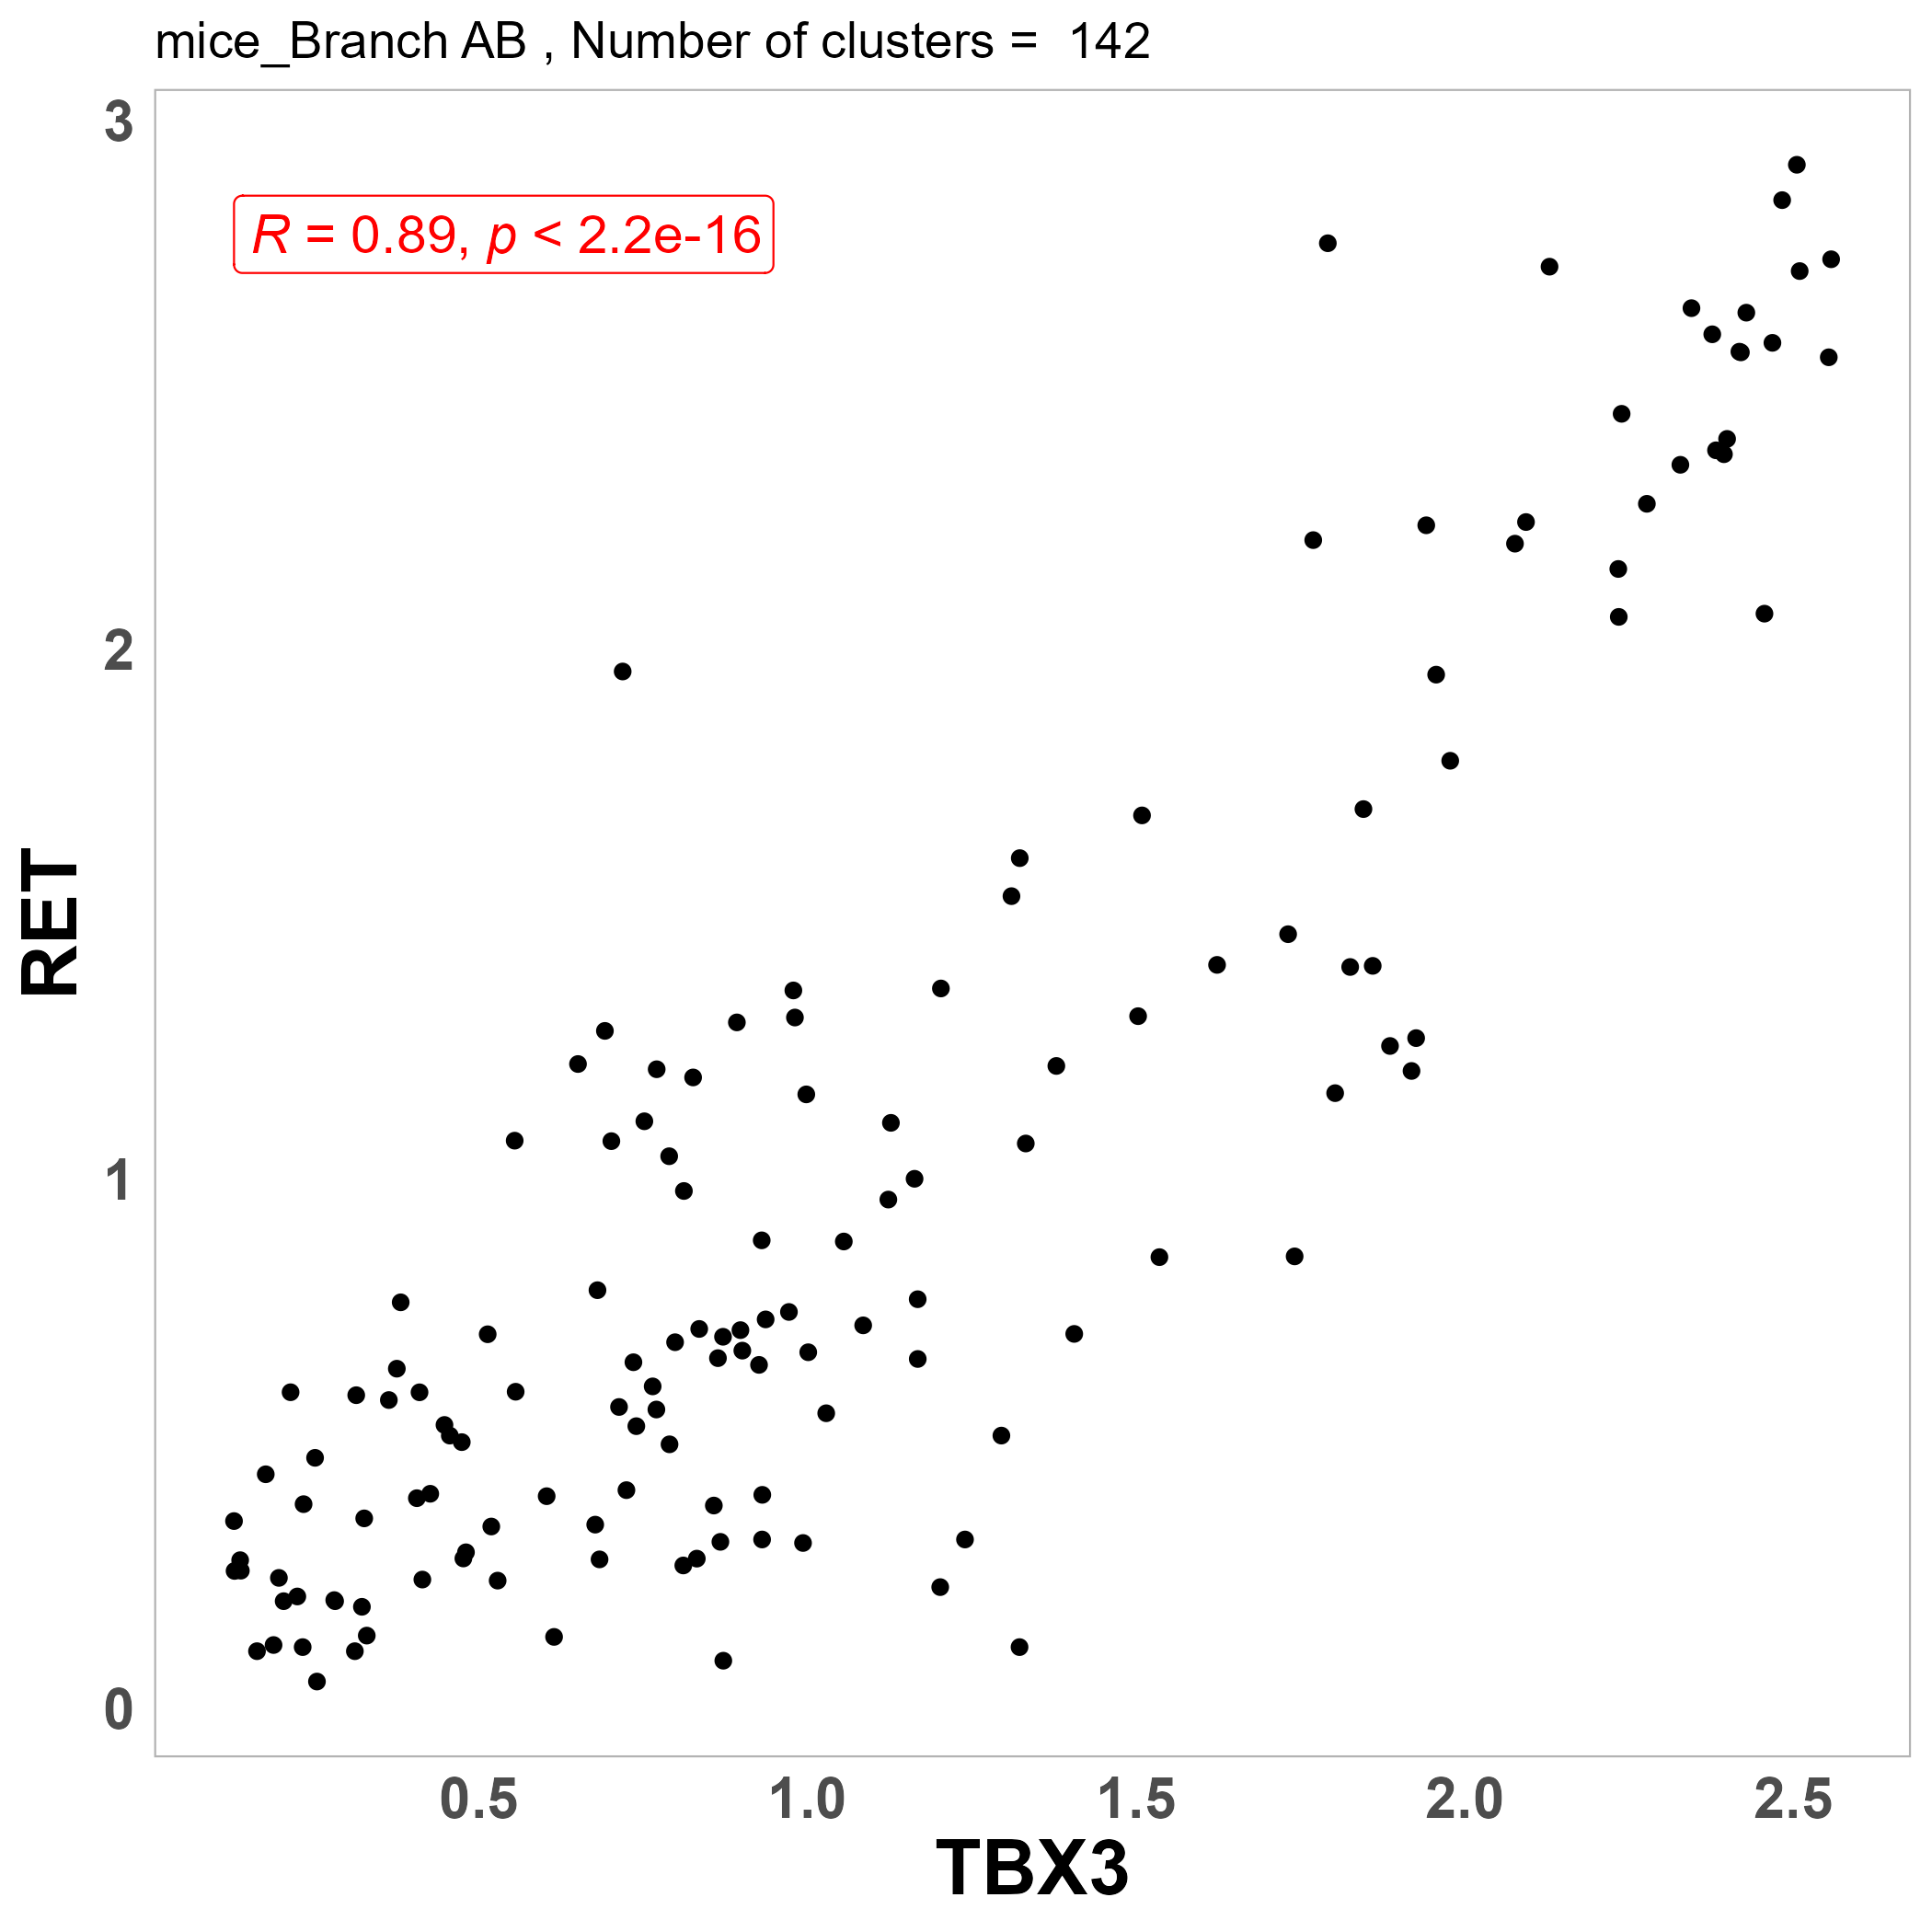 mice_Branch AB , Number of clusters =  142
3
R = 0.89, p < 2.2e-16
2
RET
1
0
0.5 1.0 1.5 2.0 2.5
TBX3